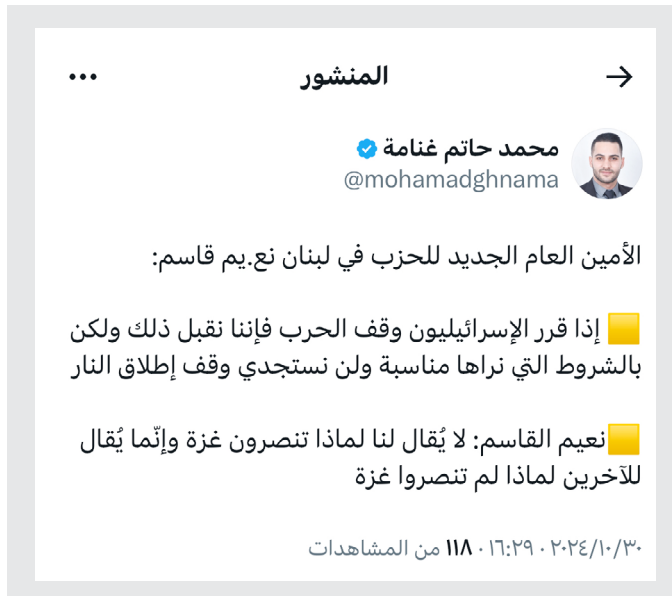 المنشور
محمد حاتم غنامة
@mohamadghnama
الأمين العام الجديد للحزب في لبنان نع.يم قاسم:
🟨 إذا قرر الإسرائيليون وقف الحرب فإننا نقبل ذلك ولكن
بالشروط التي نراها مناسبة ولن نستجدي وقف إطلاق النار
🟨نعيم القاسم: لا يُقال لنا لماذا تنصرون غزة وإنّما يُقال
للآخرين لماذا لم تنصروا غزة
٢٠٢٤/١٠/٣٠ · ١٦:٢٩ · ١١٨ من المشاهدات